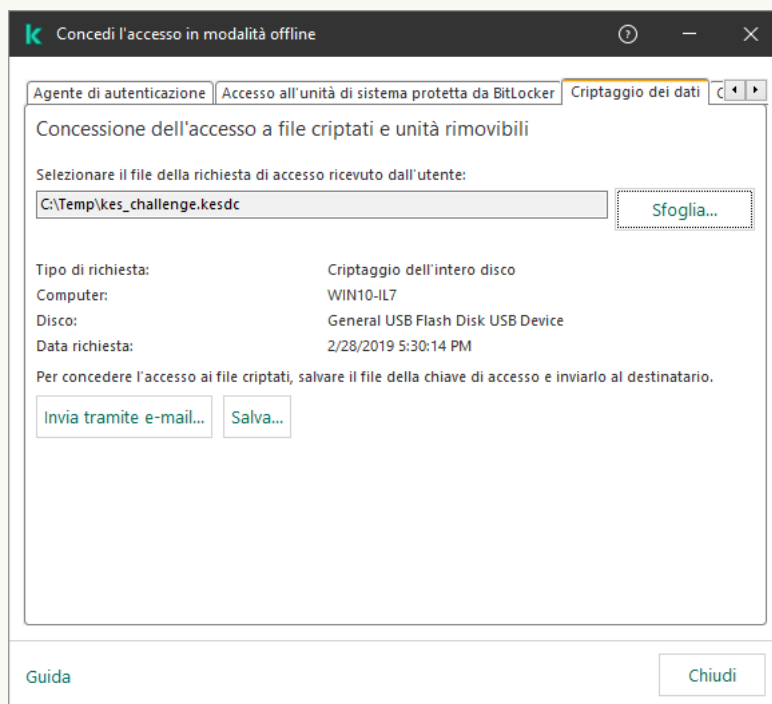 Concedi l'accesso in modalità offline
Agente di autenticazione Accesso all'unità di sistema protetta da BitLocker Criptaggio dei dati
Concessione dell'accesso a file criptati e unità rimovibili
Selezionare il file della richiesta di accesso ricevuto dall'utente:
C:\Temp\kes_challenge.kesdc Sfoglia...
Tipo di richiesta: Criptaggio dell'intero disco
Computer: WIN10-IL7
Disco: General USB Flash Disk USB Device
Data richiesta: 2/28/2019 5:30:14 PM
Per concedere l'accesso ai file criptati, salvare il file della chiave di accesso e inviarlo al destinatario.
Invia tramite e-mail... Salva...
Guida Chiudi